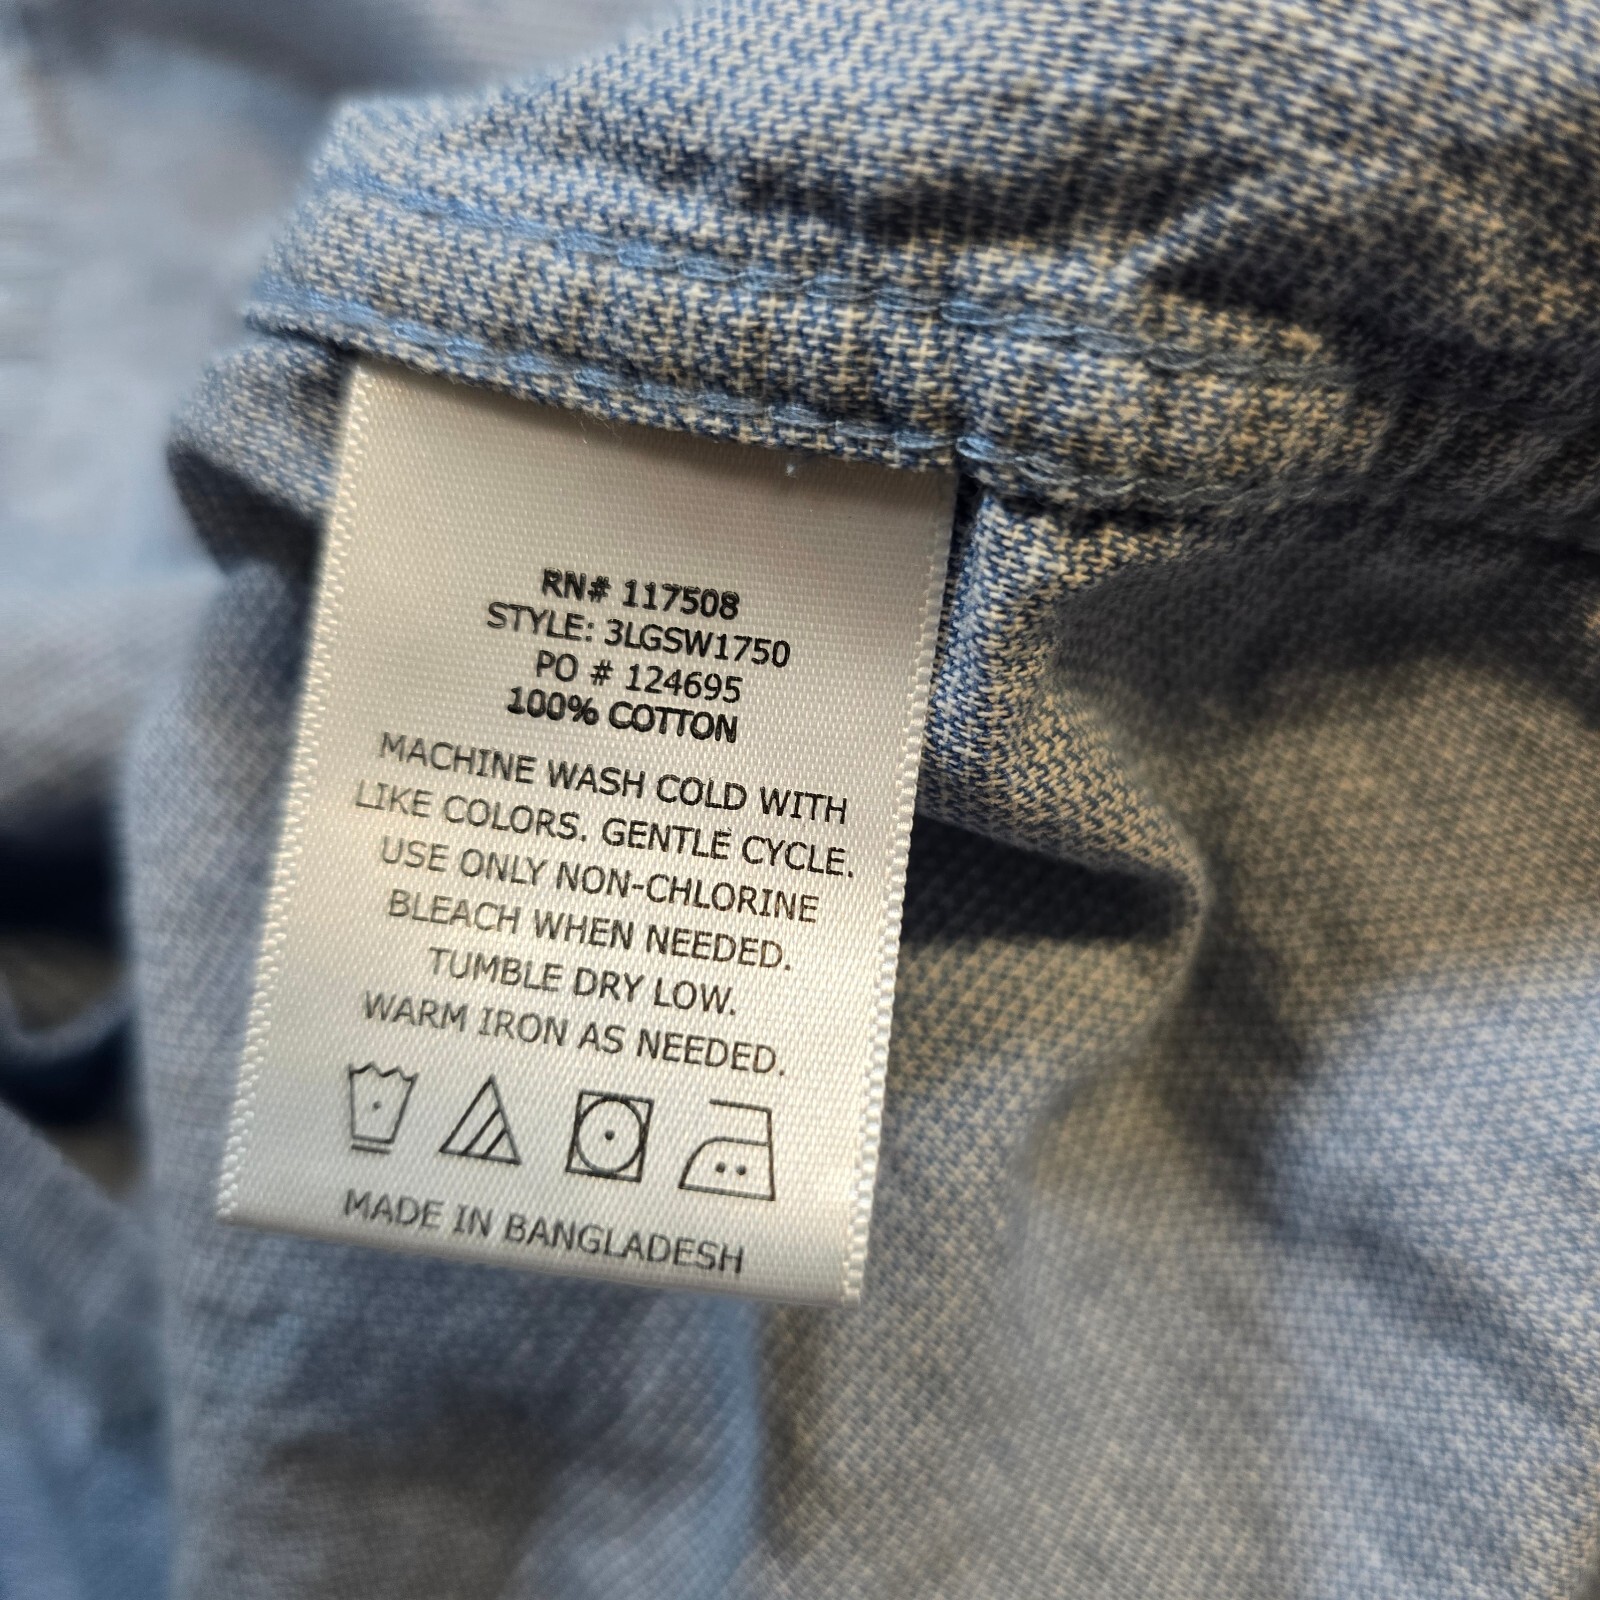 RN# 117508
STYLE: 3LGSW1750
PO # 124695
100% COTTON
MACHINE WASH COLD WITH
LIKE COLORS. GENTLE CYCLE.
USE ONLY NON-CHLORINE
BLEACH WHEN NEEDED.
TUMBLE DRY LOW.
WARM IRON AS NEEDED.
MADE IN BANGLADESH